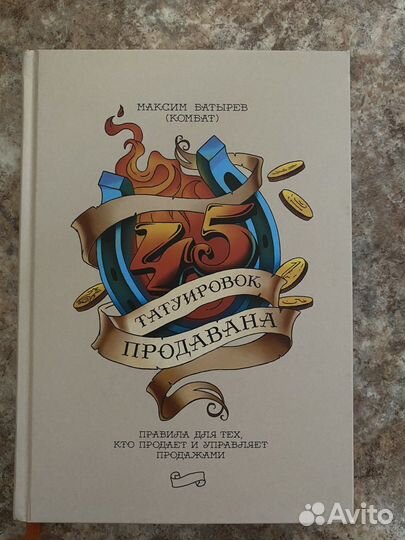 МАКСИМ БАТЫРЕВ
(КОМБАТ)
45
ТАТУИРОВОК
ПРОДАВАНА
ПРАВИЛА ДЛЯ ТЕХ,
КТО ПРОДАЕТ И УПРАВЛЯЕТ
ПРОДАЖАМИ
Avito